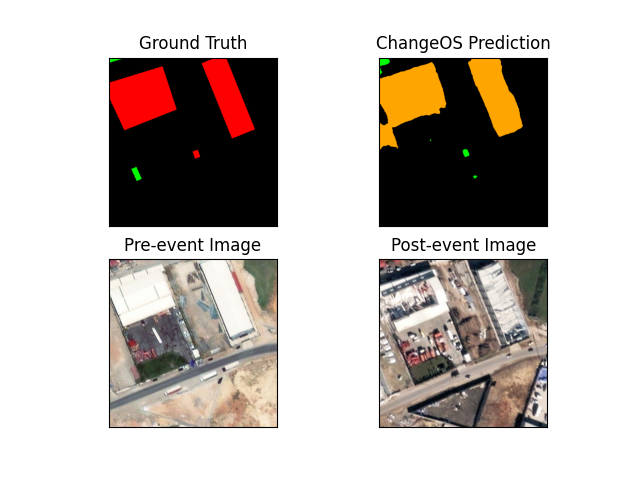 Ground Truth
ChangeOS Prediction
Pre-event Image
Post-event Image